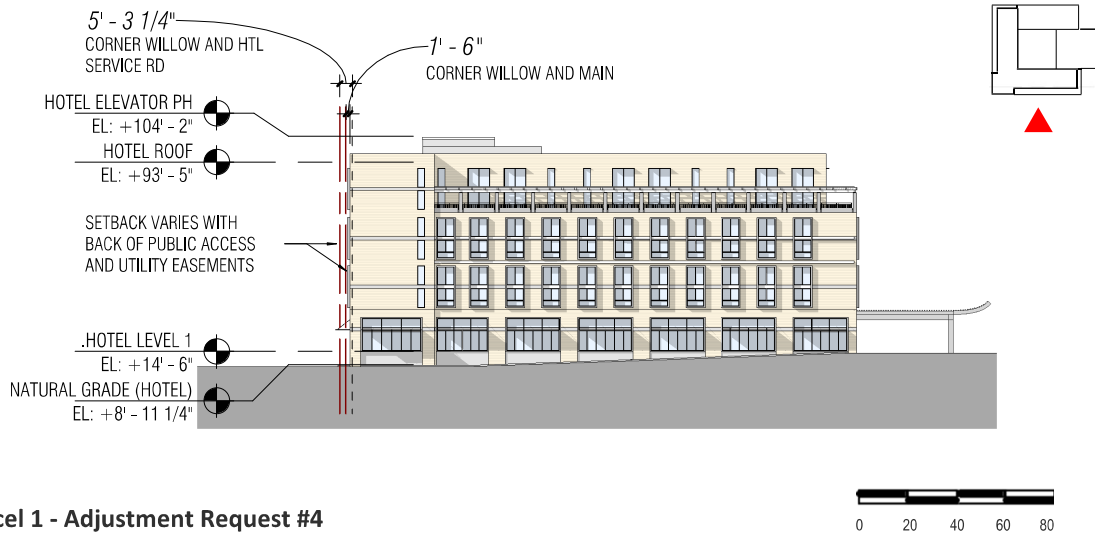 5' - 3 1/4"
CORNER WILLOW AND HTL
SERVICE RD
1' - 6"
CORNER WILLOW AND MAIN
HOTEL ELEVATOR PH
EL: +104' - 2"
HOTEL ROOF
EL: +93' - 5"
SETBACK VARIES WITH
BACK OF PUBLIC ACCESS
AND UTILITY EASEMENTS
.HOTEL LEVEL 1
EL: +14' - 6"
NATURAL GRADE (HOTEL)
EL: +8' - 11 1/4"
cel 1 - Adjustment Request #4
0 20 40 60 80